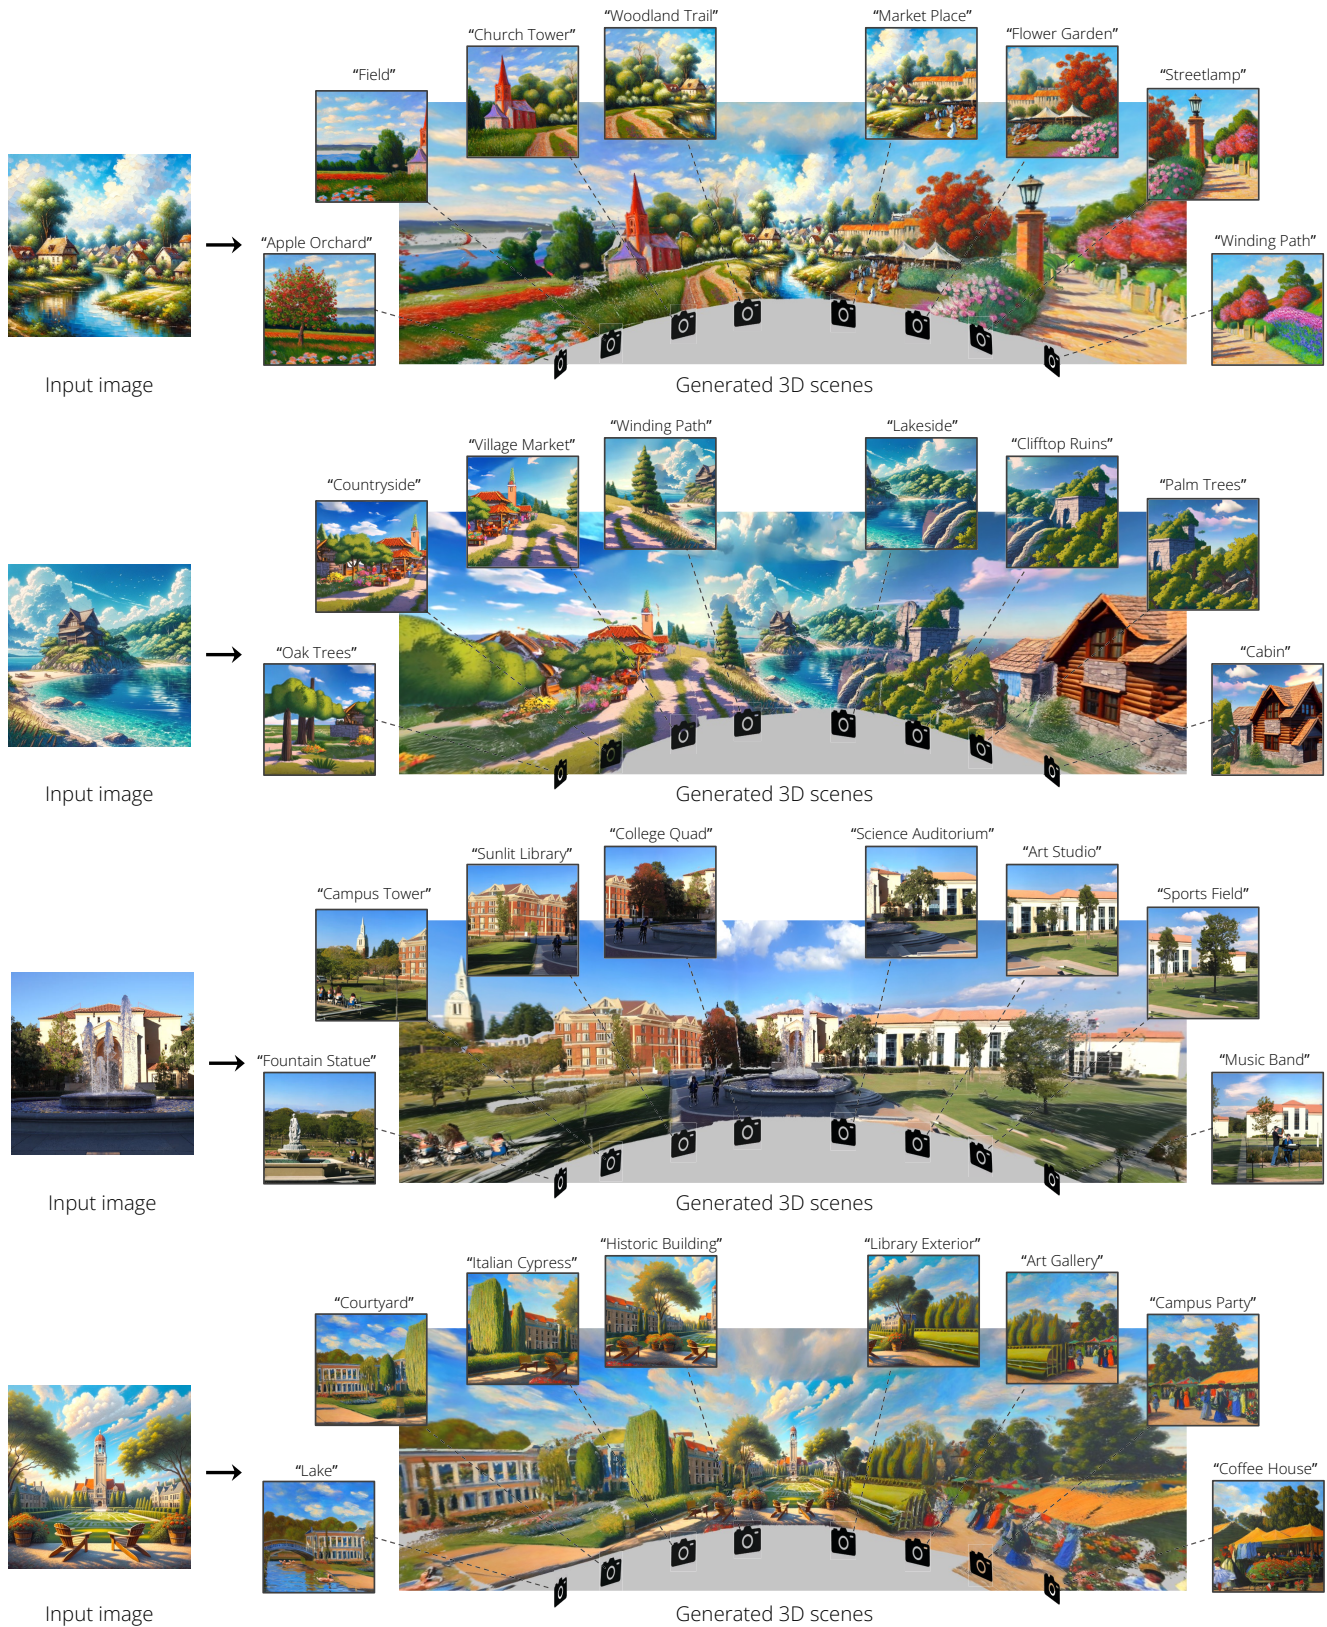 “Woodland Trail”
“Market Place”
“Church Tower”
“Flower Garden”
“Field”
“Streetlamp”
“Apple Orchard”
“Winding Path”
Input image
Generated 3D scenes
“Winding Path”
“Lakeside”
“Village Market”
“Clifftop Ruins”
“Countryside”
“Palm Trees”
“Oak Trees”
“Cabin”
Input image
Generated 3D scenes
“College Quad”
“Science Auditorium”
“Sunlit Library”
“Art Studio”
“Campus Tower”
“Sports Field”
“Fountain Statue”
“Music Band”
Input image
Generated 3D scenes
“Historic Building”
“Library Exterior”
“Italian Cypress”
“Art Gallery”
“Courtyard”
“Campus Party”
“Lake”
“Coffee House”
Input image
Generated 3D scenes